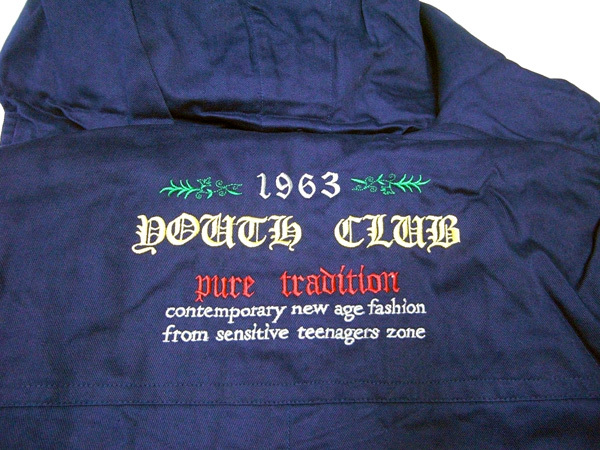 1963
YOUTH CLUB
pure tradition
contemporary new age fashion
from sensitive teenagers zone